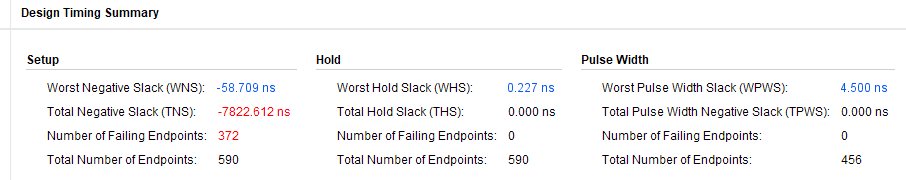 Design Timing Summary
Setup Hold Pulse Width
Worst Negative Slack (WNS): -58.709 ns Worst Hold Slack (WHS): 0.227 ns Worst Pulse Width Slack (WPWS): 4.500 ns
Total Negative Slack (TNS): -7822.612 ns Total Hold Slack (THS): 0.000 ns Total Pulse Width Negative Slack (TPWS): 0.000 ns
Number of Failing Endpoints: 372 Number of Failing Endpoints: 0 Number of Failing Endpoints: 0
Total Number of Endpoints: 590 Total Number of Endpoints: 590 Total Number of Endpoints: 456